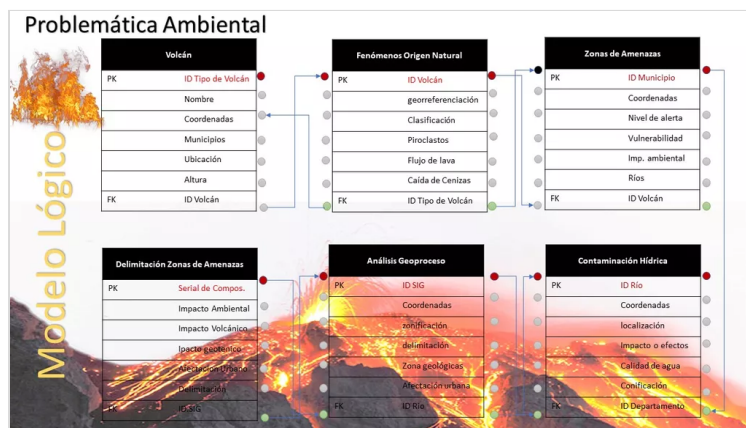 Problemática Ambiental
Modelo Lógico
Volcán
PK ID Tipo de Volcán
Nombre
Coordenadas
Municipios
Ubicación
Altura
FK ID Volcán
Fenómenos Origen Natural
PK ID Volcán
georreferenciación
Clasificación
Piroclastos
Flujo de lava
Caída de Cenizas
FK ID Tipo de Volcán
Zonas de Amenazas
PK ID Municipio
Coordenadas
Nivel de alerta
Vulnerabilidad
Imp. ambiental
Ríos
FK ID Volcán
Delimitación Zonas de Amenazas
PK Serial de Compos.
Impacto Ambiental
Impacto Volcánico
Ipacto geoténico
Afectación Urbano
Delimitación
FK ID SIG
Análisis Geoproceso
PK ID SIG
Coordenadas
zonificación
delimitación
Zona geológicas
Afectación urbana
FK ID Río
Contaminación Hídrica
PK ID Río
Coordenadas
localización
Impacto o efectos
Calidad de agua
Conificación
FK ID Departamento